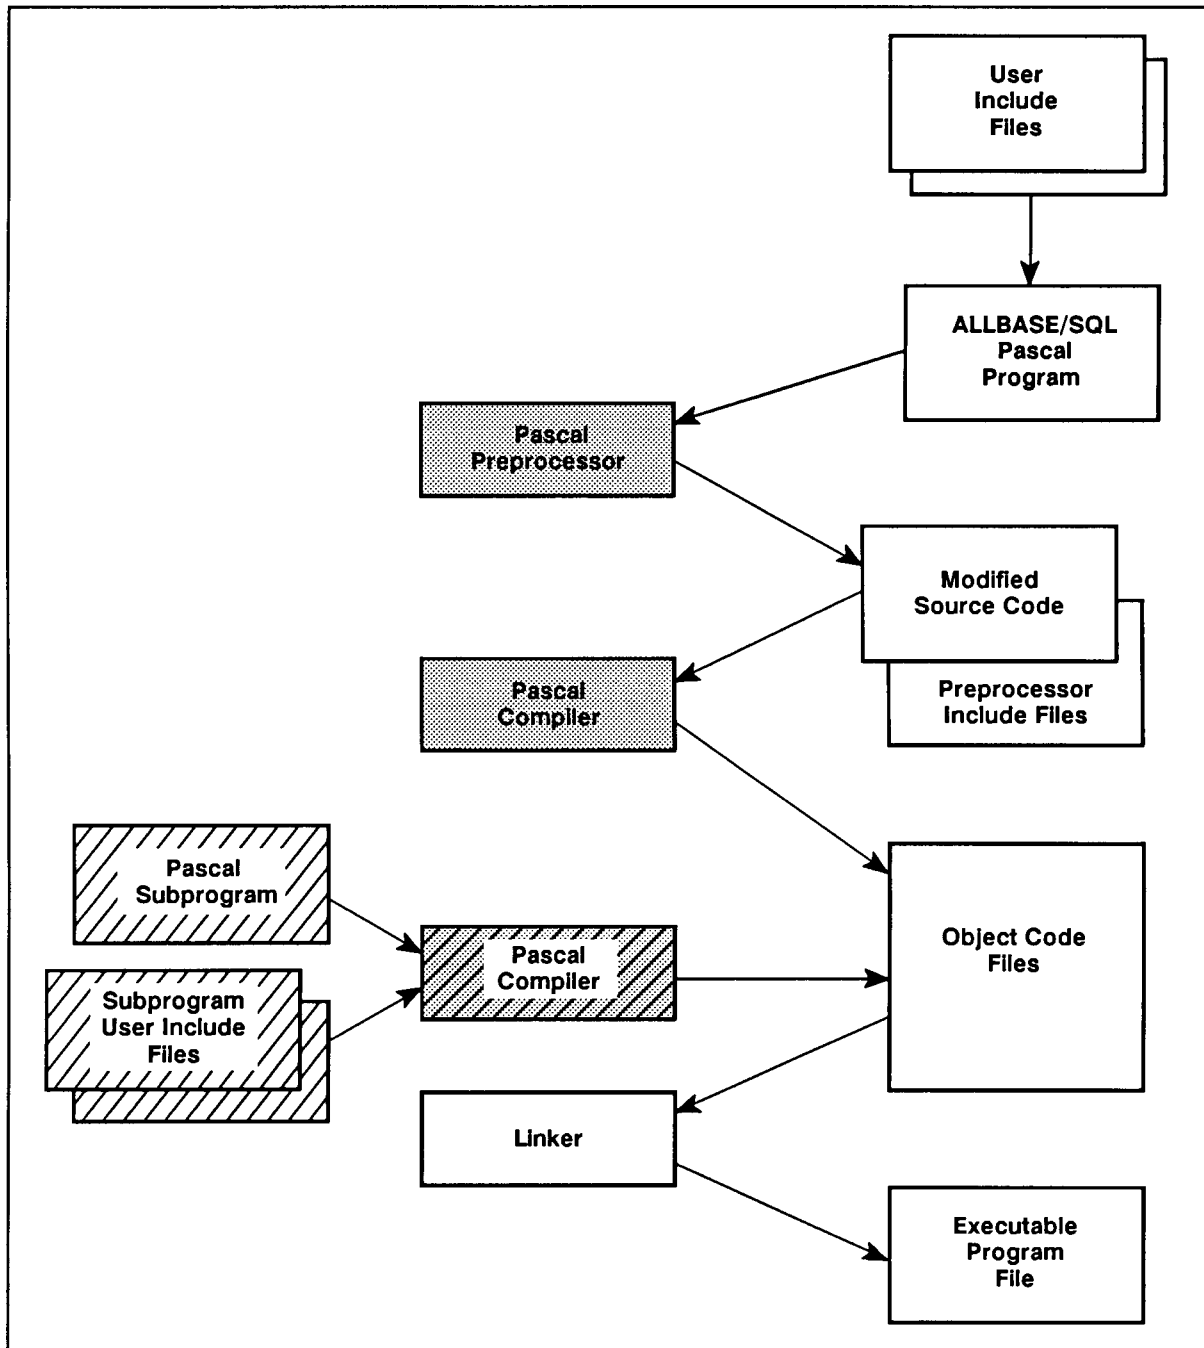 User
Include
Files
ALLBASE/SQL
Pascal
Program
Pascal
Preprocessor
Modified
Source Code
Preprocessor
Include Files
Pascal
Compiler
Pascal
Subprogram
Subprogram
User Include
Files
Pascal
Compiler
Object Code
Files
Linker
Executable
Program
File